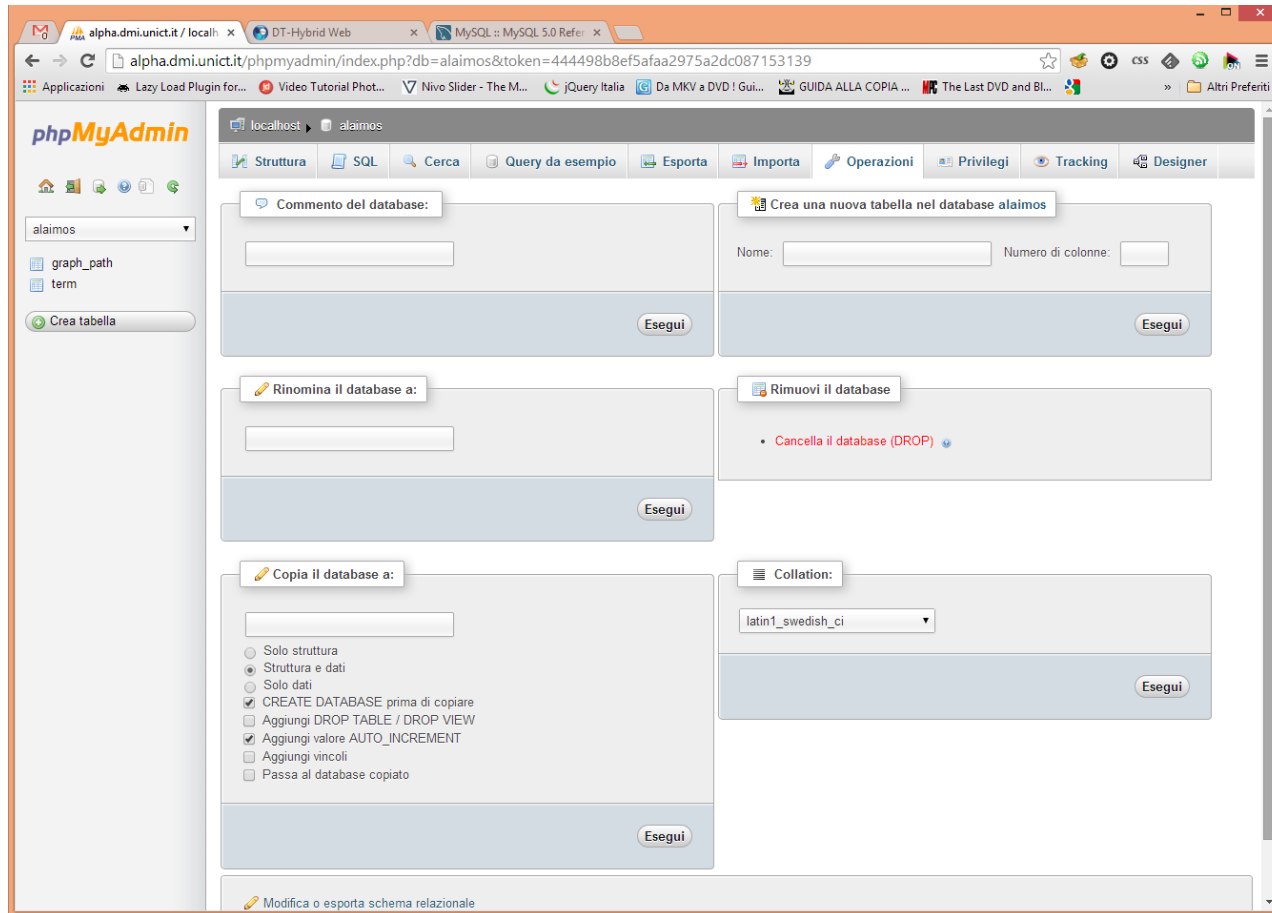 alpha.dmi.unict.it / localh
DT-Hybrid Web
MySQL :: MySQL 5.0 Refer
alpha.dmi.unict.it/phpmyadmin/index.php?db=alaimos&token=444498b8ef5afaa2975a2dc087153139
css
Applicazioni
Lazy Load Plugin for...
Video Tutorial Phot...
Nivo Slider - The M...
jQuery Italia
Da MKV a DVD ! Gui...
GUIDA ALLA COPIA ...
The Last DVD and Bl...
»
Altri Preferiti
phpMyAdmin
localhost
alaimos
Struttura
SQL
Cerca
Query da esempio
Esporta
Importa
Operazioni
Privilegi
Tracking
Designer
alaimos
graph_path
term
Crea tabella
Commento del database:
Esegui
Crea una nuova tabella nel database alaimos
Nome:
Numero di colonne:
Esegui
Rinomina il database a:
Esegui
Rimuovi il database
Cancella il database (DROP)
Copia il database a:
Solo struttura
Struttura e dati
Solo dati
CREATE DATABASE prima di copiare
Aggiungi DROP TABLE / DROP VIEW
Aggiungi valore AUTO_INCREMENT
Aggiungi vincoli
Passa al database copiato
Esegui
Collation:
latin1_swedish_ci
Esegui
Modifica o esporta schema relazionale